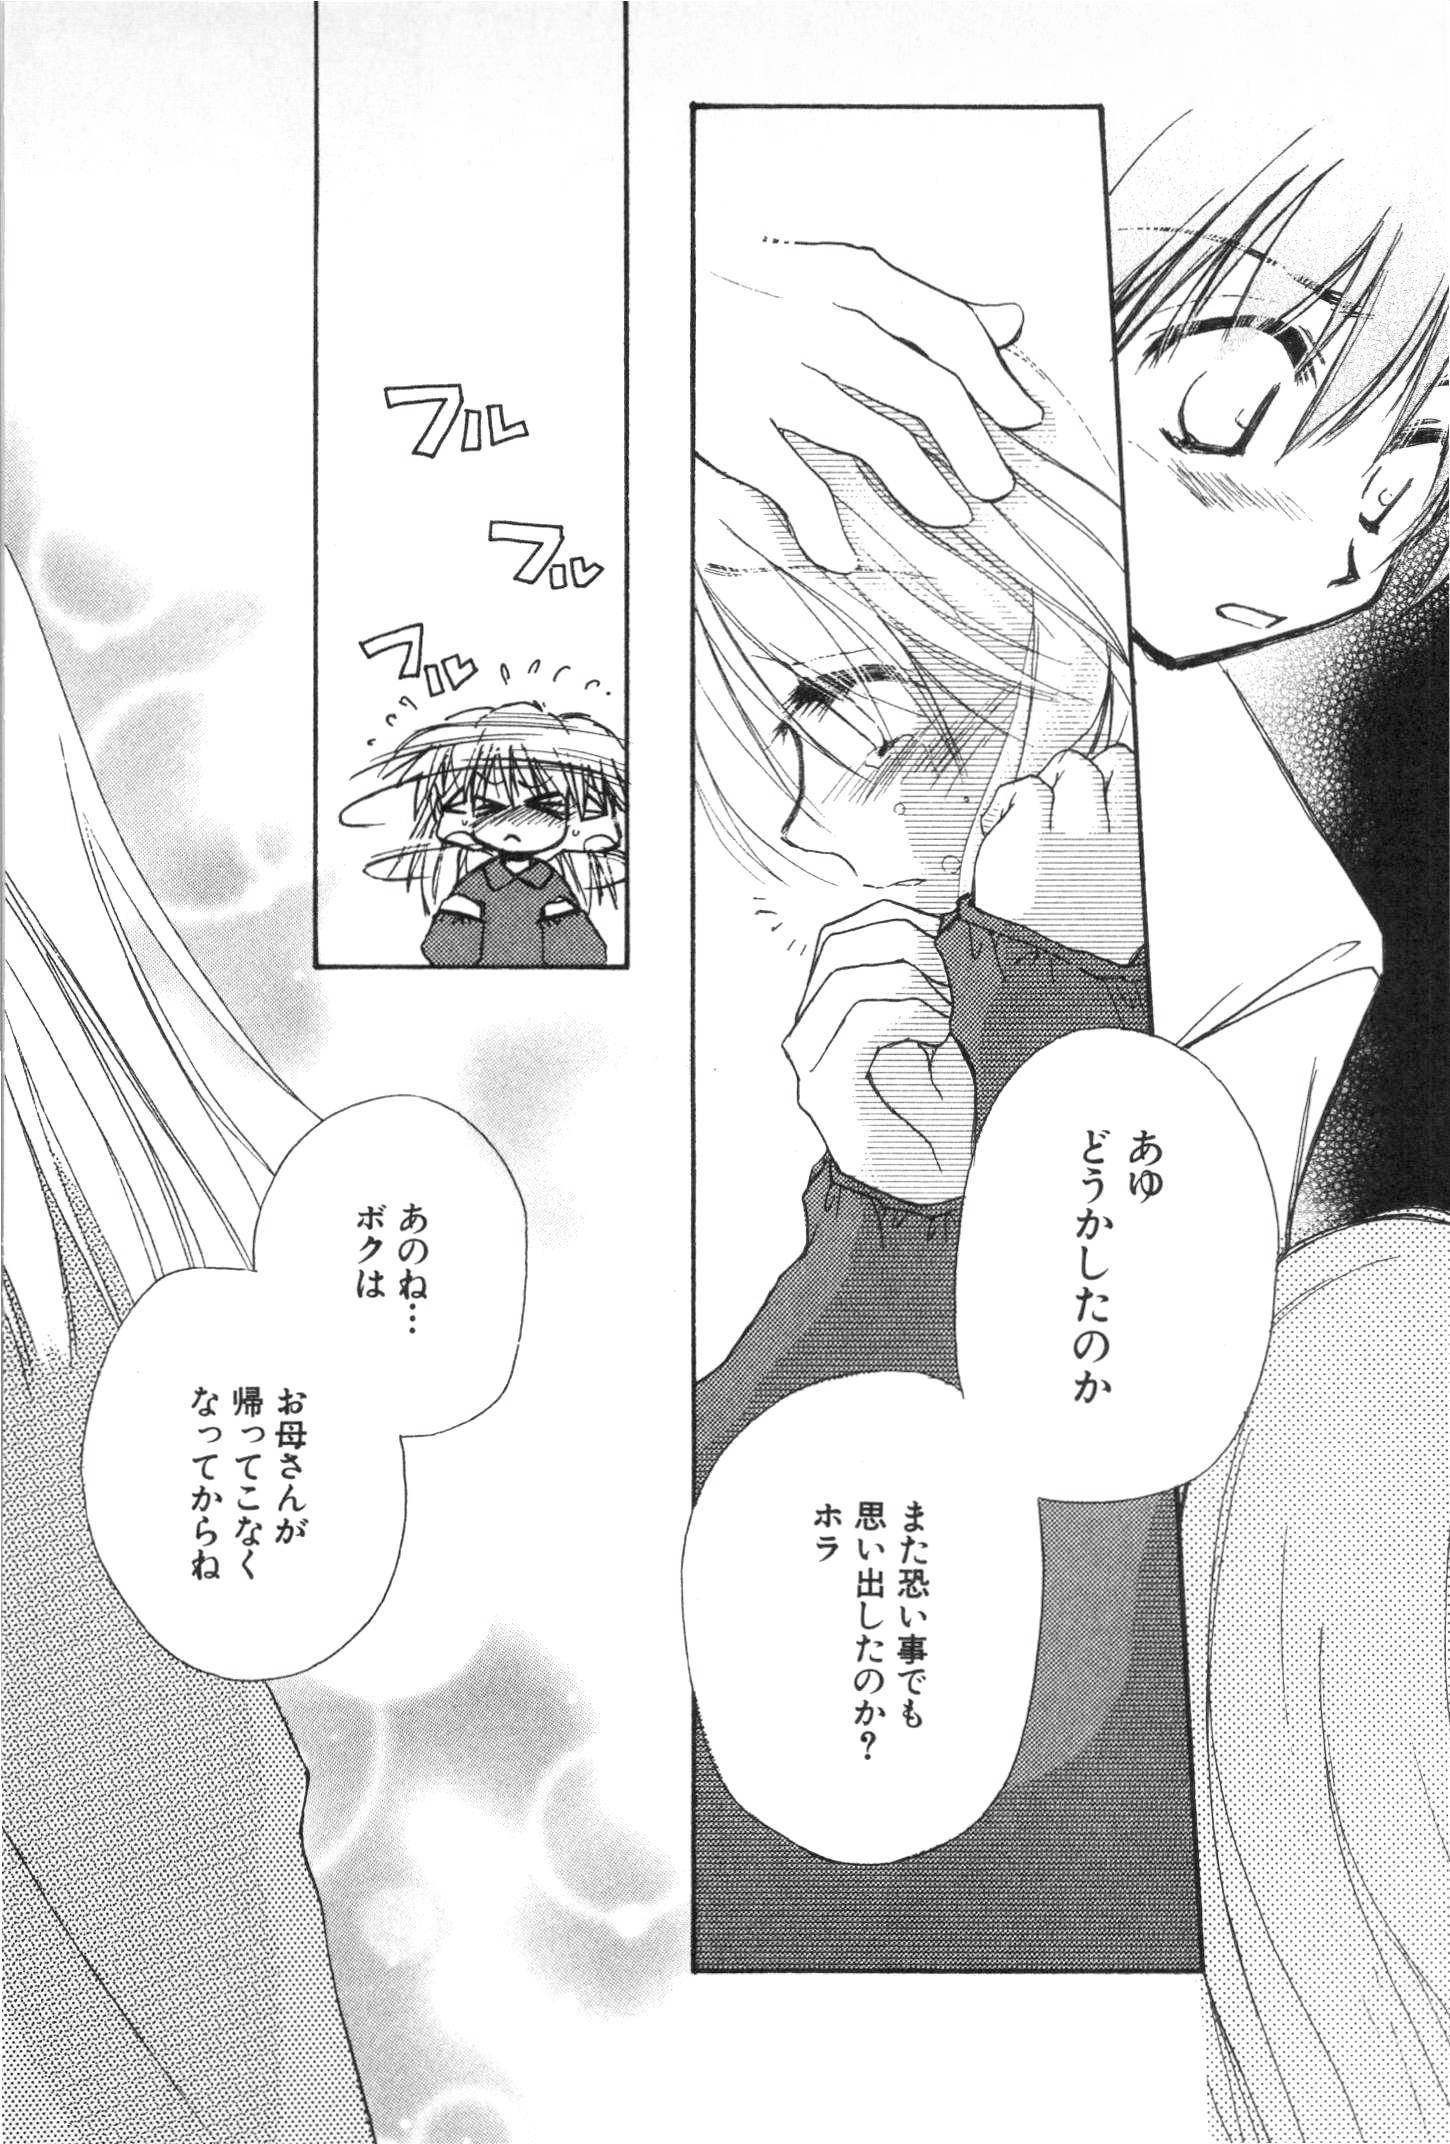 あゆ
どうかしたのか
また恐い事でも
思い出したのか？
ホラ
フル
フル
フル
あのね…
ボクは
お母さんが
帰ってこなく
なってからね